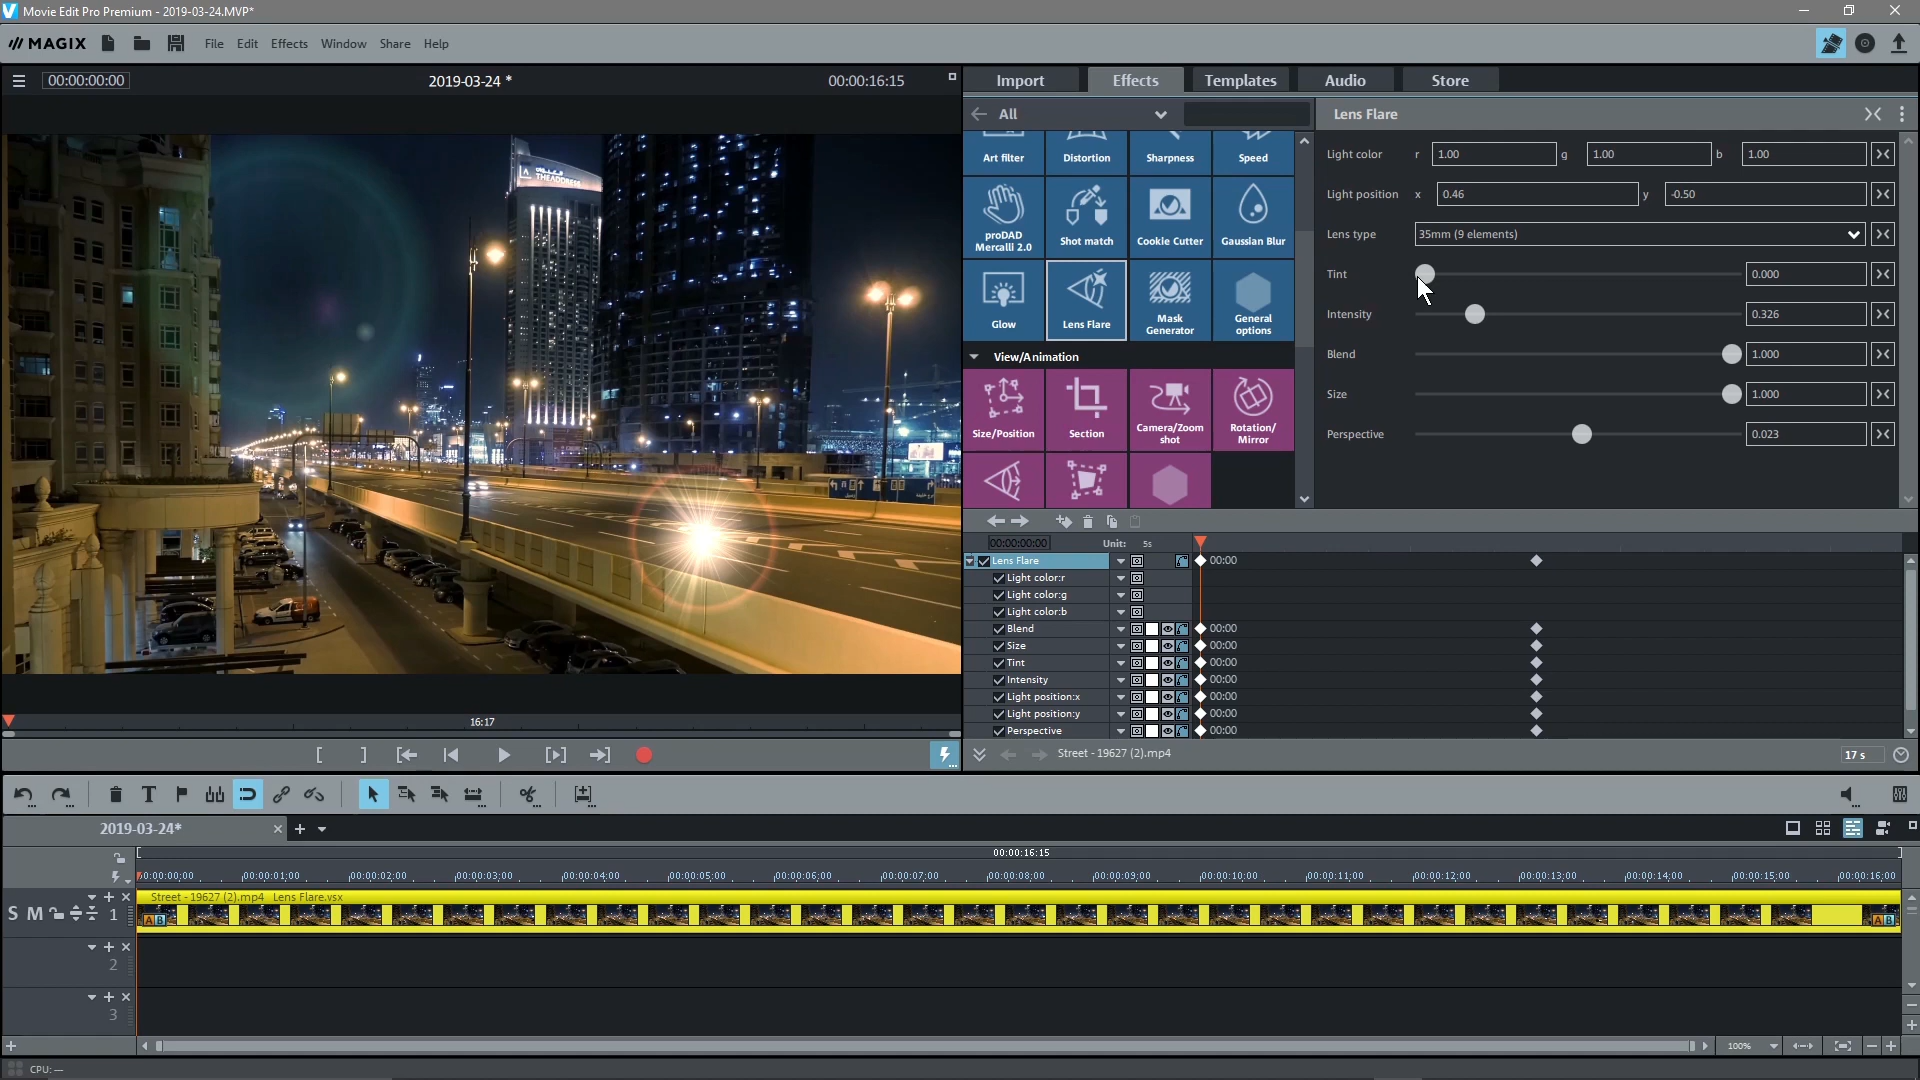 Movie Edit Pro Premium - 2019-03-24.MVP*
MAGIX File Edit Effects Window Share Help
00:00:00:00 2019-03-24 * 00:00:16:15
THE ADDRESS
16:17
Import Effects Templates Audio Store
All
Art filter Distortion Sharpness Speed
proDAD Mercalli 2.0 Shot match Cookie Cutter Gaussian Blur
Glow Lens Flare Mask Generator General options
View/Animation
Size/Position Section Camera/Zoom shot Rotation/ Mirror
Lens Flare
Light color r 1.00 g 1.00 b 1.00
Light position x 0.46 y -0.50
Lens type 35mm (9 elements)
Tint 0.000
Intensity 0.326
Blend 1.000
Size 1.000
Perspective 0.023
00:00:00:00 Unit: 5s
Lens Flare 00:00
Light color:r
Light color:g
Light color:b
Blend 00:00
Size 00:00
Tint 00:00
Intensity 00:00
Light position:x 00:00
Light position:y 00:00
Perspective 00:00
Street - 19627 (2).mp4 17 s
2019-03-24*
00:00:16:15
00:00:00:00 00:00:01:00 00:00:02:00 00:00:03:00 00:00:04:00 00:00:05:00 00:00:06:00 00:00:07:00 00:00:08:00 00:00:09:00 00:00:10:00 00:00:11:00 00:00:12:00 00:00:13:00 00:00:14:00 00:00:15:00 00:00:16:00
Street - 19627 (2).mp4 Lens Flare.vsx
S M 1
A B A B
2
3
100%
CPU: —